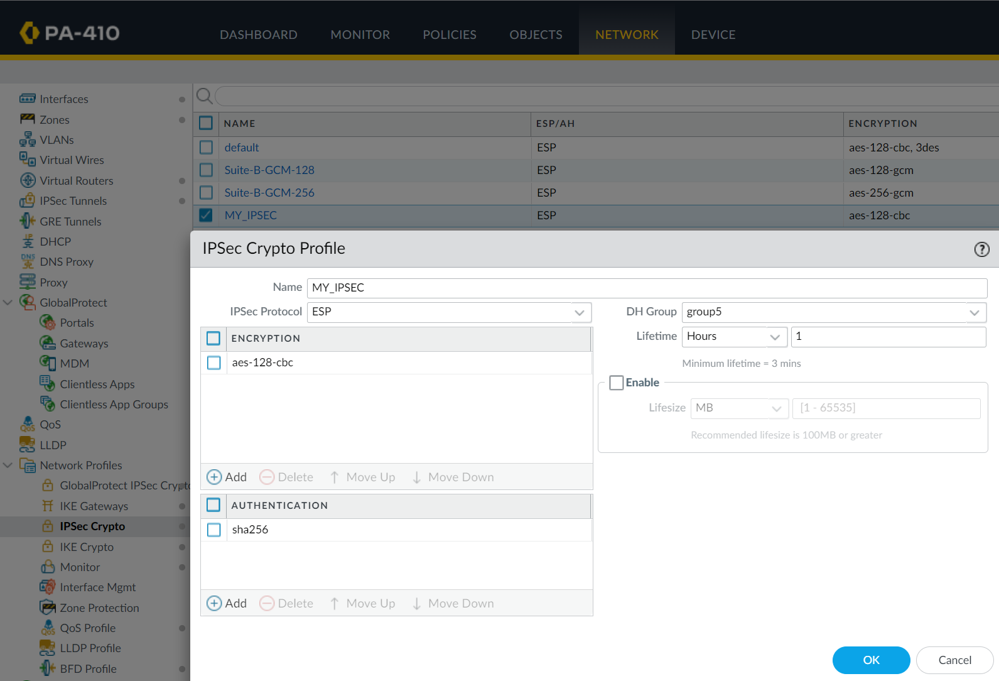 PA-410
DASHBOARD MONITOR POLICIES OBJECTS NETWORK DEVICE
Interfaces
Zones
VLANs
Virtual Wires
Virtual Routers
IPSec Tunnels
GRE Tunnels
DHCP
DNS Proxy
Proxy
GlobalProtect
Portals
Gateways
MDM
Clientless Apps
Clientless App Groups
QoS
LLDP
Network Profiles
GlobalProtect IPSec Crypto
IKE Gateways
IPSec Crypto
IKE Crypto
Monitor
Interface Mgmt
Zone Protection
QoS Profile
LLDP Profile
BFD Profile
NAME ESP/AH ENCRYPTION
default ESP aes-128-cbc, 3des
Suite-B-GCM-128 ESP aes-128-gcm
Suite-B-GCM-256 ESP aes-256-gcm
MY_IPSEC ESP aes-128-cbc
IPSec Crypto Profile
Name MY_IPSEC
IPSec Protocol ESP
ENCRYPTION
aes-128-cbc
Add Delete Move Up Move Down
AUTHENTICATION
sha256
Add Delete Move Up Move Down
DH Group group5
Lifetime Hours 1
Minimum lifetime = 3 mins
Enable
Lifesize MB [1 - 65535]
Recommended lifesize is 100MB or greater
OK Cancel